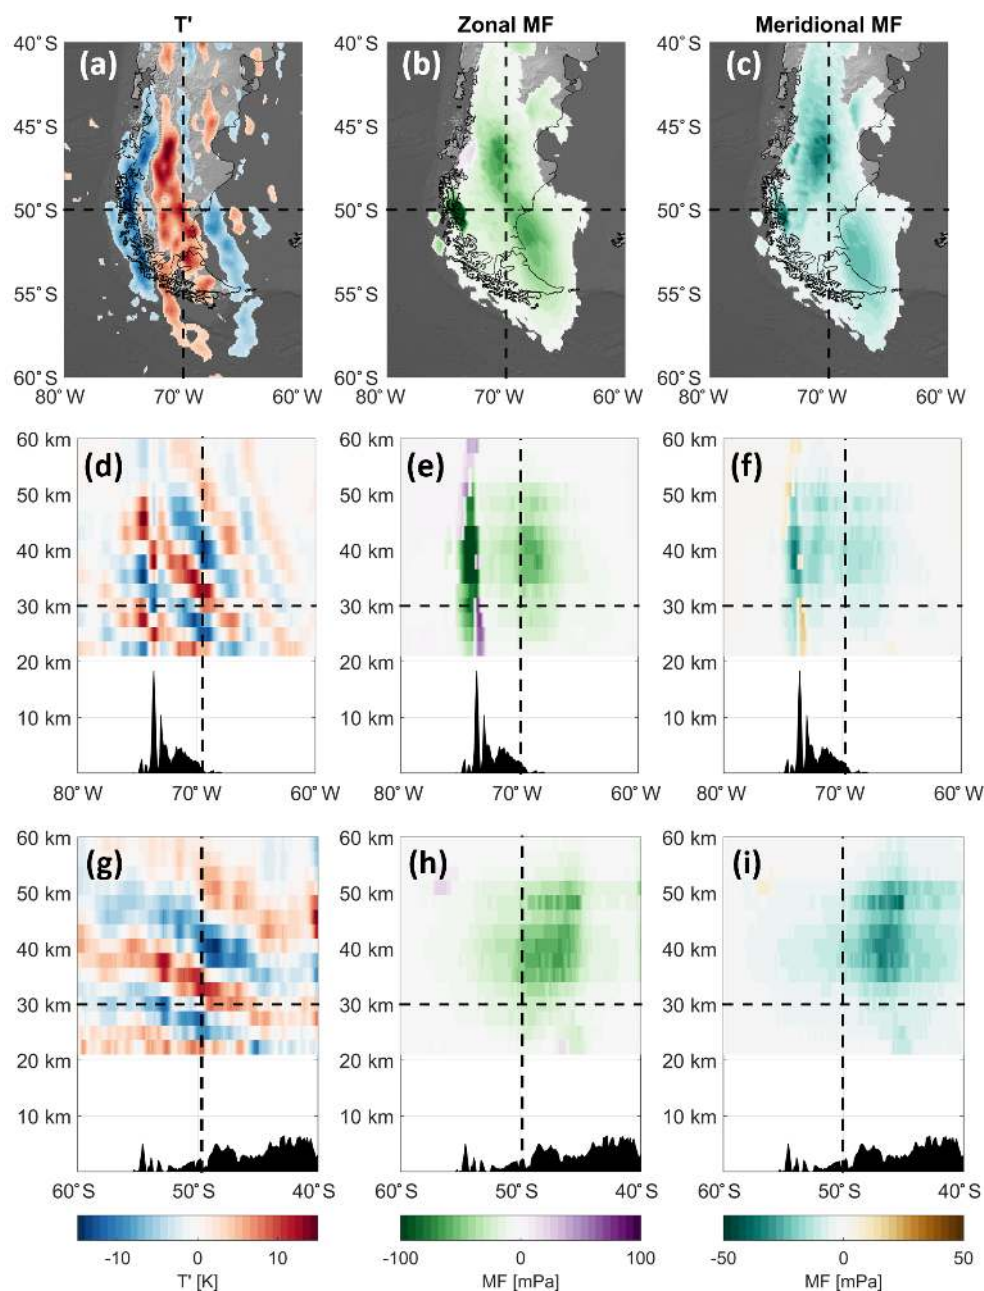 T' Zonal MF Meridional MF
40°S 40°S 40°S
(a) (b) (c)
45°S 45°S 45°S
50°S 50°S 50°S
55°S 55°S 55°S
60°S 60°S 60°S
80°W 70°W 60°W 80°W 70°W 60°W 80°W 70°W 60°W
60 km 60 km 60 km
(d) (e) (f)
50 km 50 km 50 km
40 km 40 km 40 km
30 km 30 km 30 km
20 km 20 km 20 km
10 km 10 km 10 km
80°W 70°W 60°W 80°W 70°W 60°W 80°W 70°W 60°W
60 km 60 km 60 km
(g) (h) (i)
50 km 50 km 50 km
40 km 40 km 40 km
30 km 30 km 30 km
20 km 20 km 20 km
10 km 10 km 10 km
60°S 50°S 40°S 60°S 50°S 40°S 60°S 50°S 40°S
-10 0 10 -100 0 100 -50 0 50
T' [K] MF [mPa] MF [mPa]